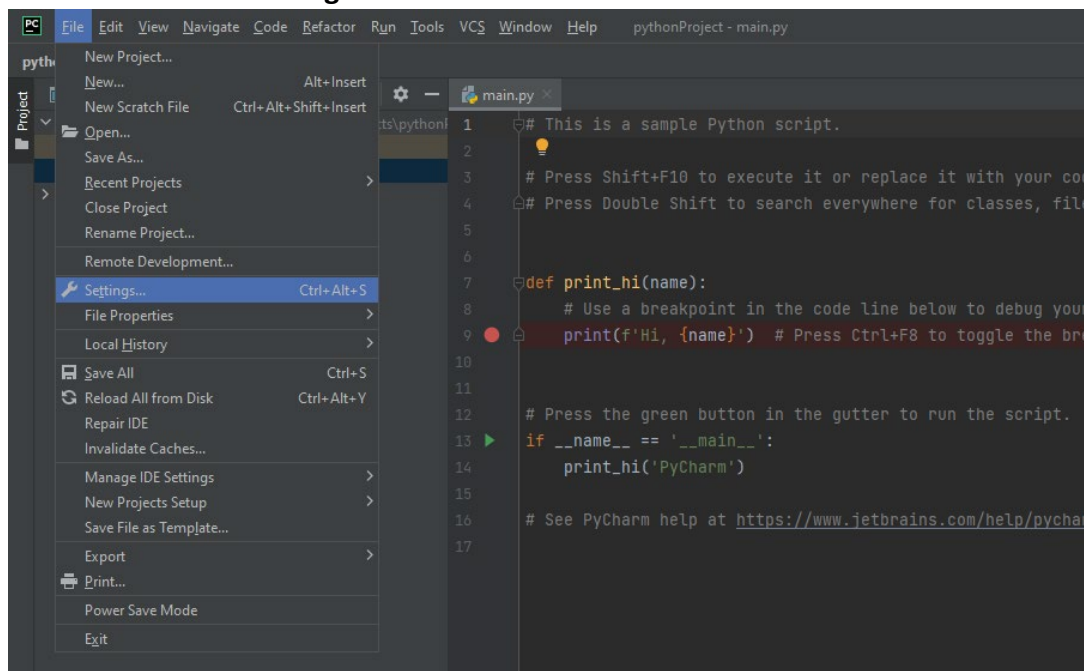 PC File Edit View Navigate Code Refactor Run Tools VCS Window Help pythonProject - main.py
New Project...
New... Alt+Insert
New Scratch File Ctrl+Alt+Shift+Insert
Open...
Save As...
Recent Projects
Close Project
Rename Project...
Remote Development...
Settings... Ctrl+Alt+S
File Properties
Local History
Save All Ctrl+S
Reload All from Disk Ctrl+Alt+Y
Repair IDE
Invalidate Caches...
Manage IDE Settings
New Projects Setup
Save File as Template...
Export
Print...
Power Save Mode
Exit
Project
main.py
1 # This is a sample Python script.
2
3 # Press Shift+F10 to execute it or replace it with your
4 # Press Double Shift to search everywhere for classes,
5
6
7 def print_hi(name):
8 # Use a breakpoint in the code line below to debug
9 print(f'Hi, {name}') # Press Ctrl+F8 to toggle the
10
11
12 # Press the green button in the gutter to run the script.
13 if __name__ == '__main__':
14 print_hi('PyCharm')
15
16 # See PyCharm help at https://www.jetbrains.com/help/pychar
17